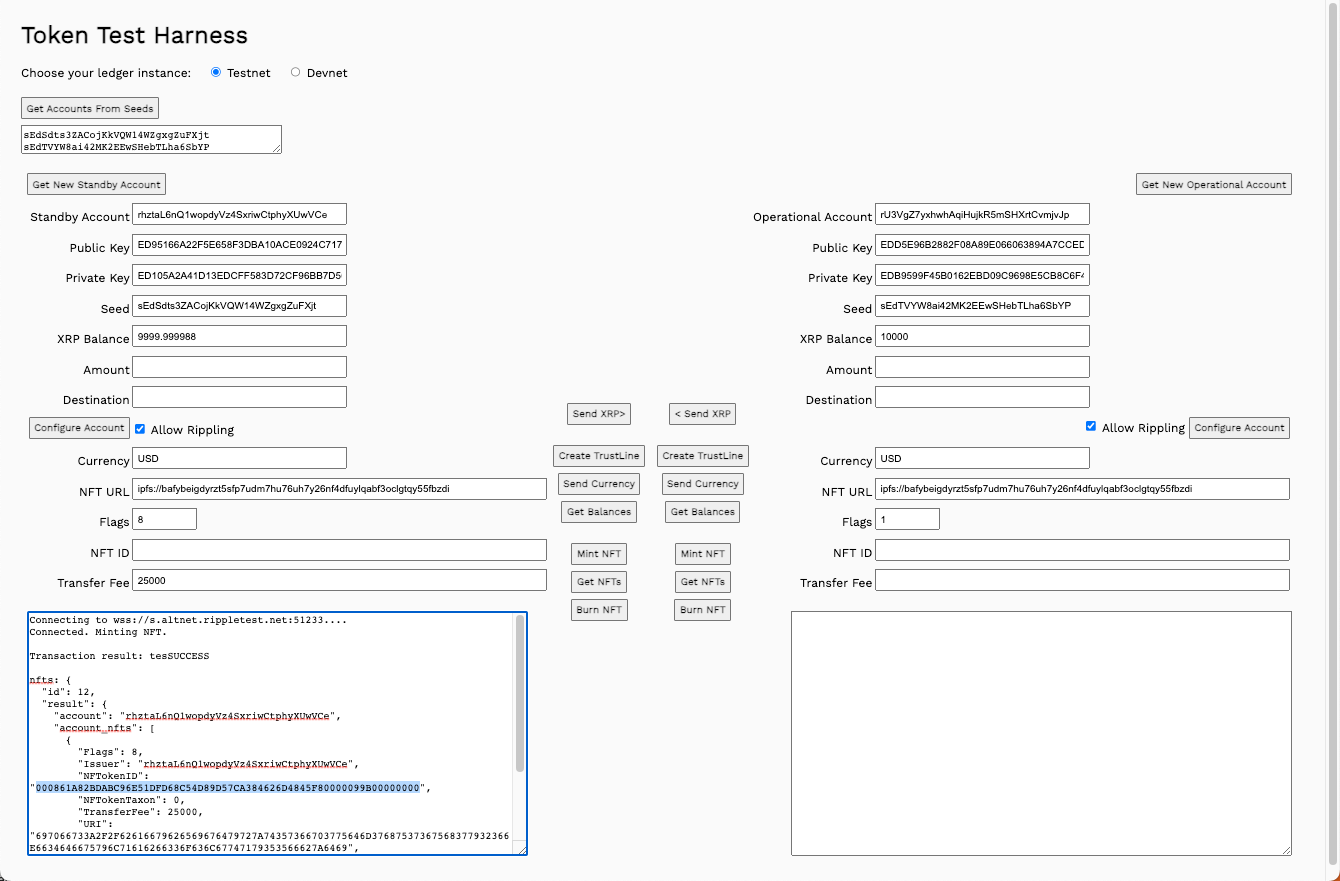 Token Test Harness
Choose your ledger instance: Testnet Devnet
Get Accounts From Seeds
sEdSdts3ZACojKkVQW14WZgxgZuFXjt
sEdTVYW8ai42MK2EEwSHebTLha6SbYP
Get New Standby Account
Get New Operational Account
Standby Account rhztaL6nQ1wopdyVz4SxriwCtphyXUwVCe
Public Key ED95166A22F5E658F3DBA10ACE0924C717
Private Key ED105A2A41D13EDCFF583D72CF96BB7D5
Seed sEdSdts3ZACojKkVQW14WZgxgZuFXjt
XRP Balance 9999.999988
Amount
Destination
Configure Account Allow Rippling
Currency USD
NFT URL ipfs://bafybeigdyrzt5sfp7udm7hu76uh7y26nf4dfuylqabf3oclgtqy55fbzdi
Flags 8
NFT ID
Transfer Fee 25000
Send XRP> < Send XRP
Create TrustLine Create TrustLine
Send Currency Send Currency
Get Balances Get Balances
Mint NFT Mint NFT
Get NFTs Get NFTs
Burn NFT Burn NFT
Operational Account rU3VgZ7yxhwhAqiHujkR5mSHXrtCvmjvJp
Public Key EDD5E96B2882F08A89E066063894A7CCED
Private Key EDB9599F45B0162EBD09C9698E5CB8C6F4
Seed sEdTVYW8ai42MK2EEwSHebTLha6SbYP
XRP Balance 10000
Amount
Destination
Allow Rippling Configure Account
Currency USD
NFT URL ipfs://bafybeigdyrzt5sfp7udm7hu76uh7y26nf4dfuylqabf3oclgtqy55fbzdi
Flags 1
NFT ID
Transfer Fee
Connecting to wss://s.altnet.rippletest.net:51233....
Connected. Minting NFT.
Transaction result: tesSUCCESS
nfts: {
"id": 12,
"result": {
"account": "rhztaL6nQ1wopdyVz4SxriwCtphyXUwVCe",
"account_nfts": [
{
"Flags": 8,
"Issuer": "rhztaL6nQ1wopdyVz4SxriwCtphyXUwVCe",
"NFTokenID":
"000861A82BDABC96E51DFD68C54D89D57CA384626D4845F80000099B00000000",
"NFTokenTaxon": 0,
"TransferFee": 25000,
"URI":
"697066733A2F2F62616679626569676479727A74357366703775646D3768753736756837793236​6
E6634646675796C71616266336F636C67747179353566627A6469",